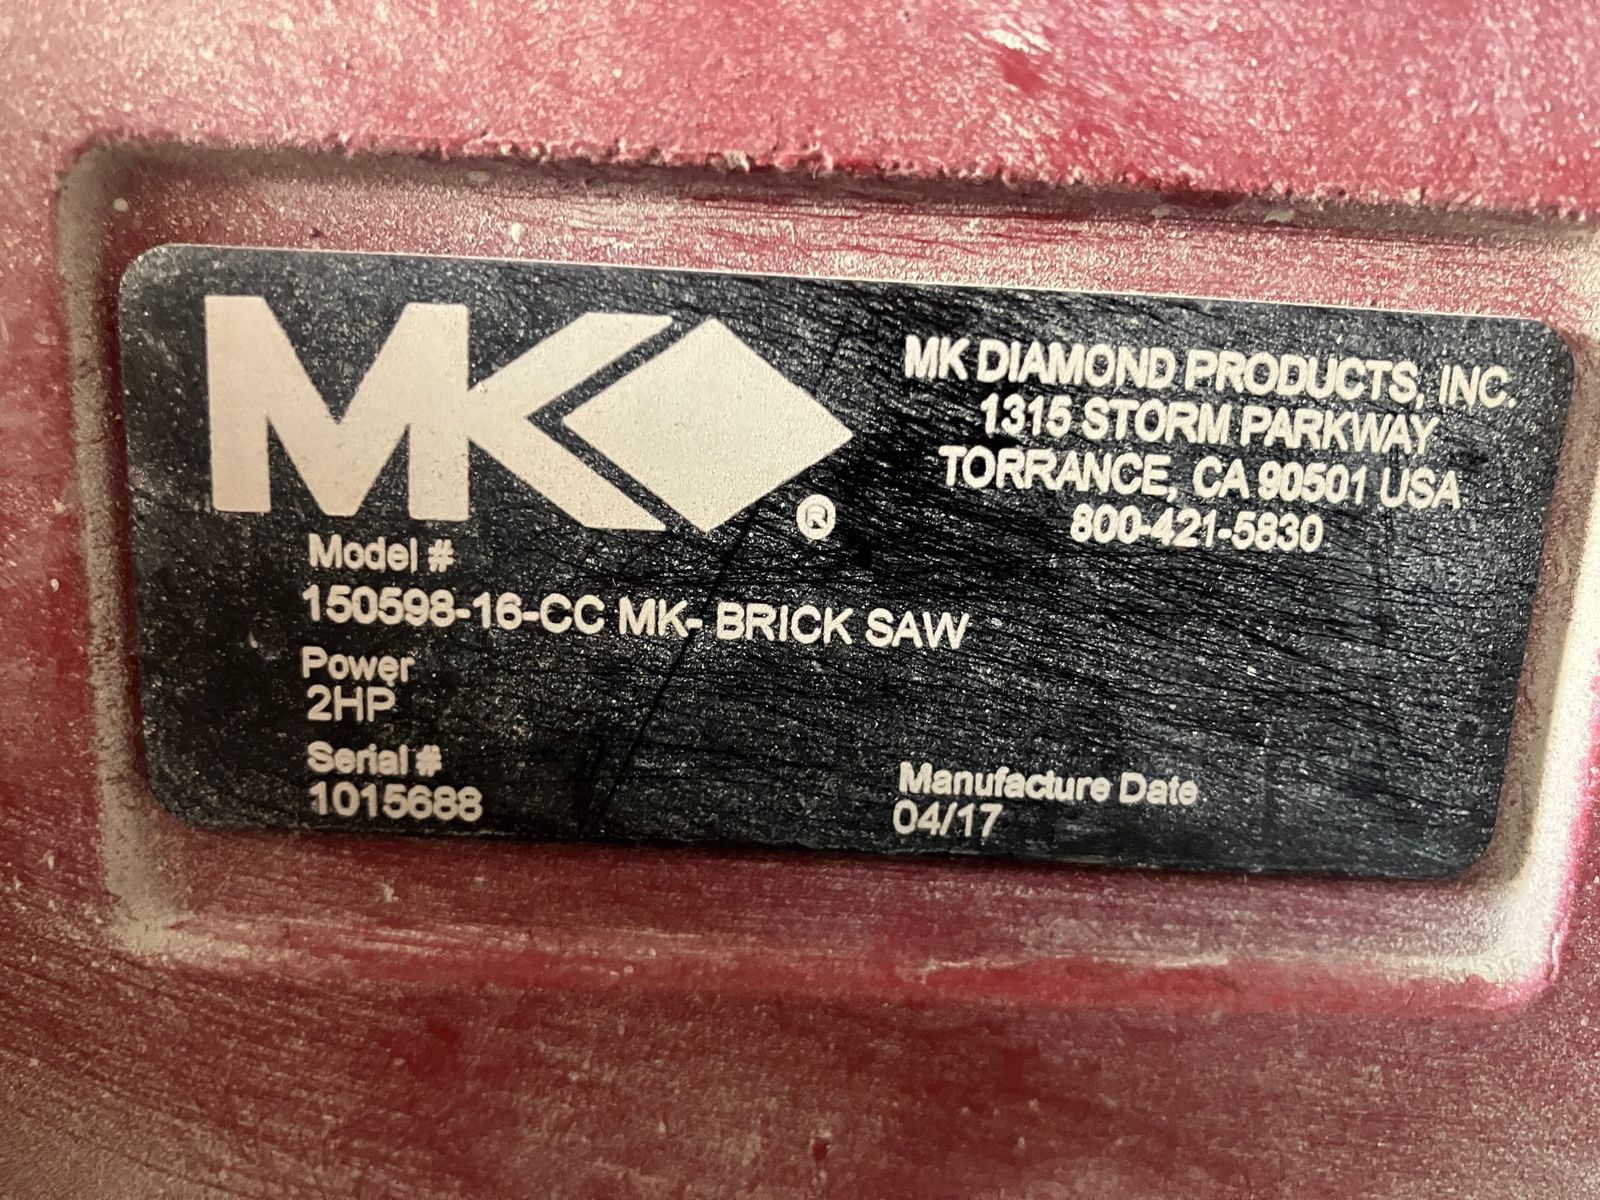 MK®
MK DIAMOND PRODUCTS, INC.
1315 STORM PARKWAY
TORRANCE, CA 90501 USA
800-421-5830
Model #
150598-16-CC MK- BRICK SAW
Power
2HP
Serial #
1015688
Manufacture Date
04/17